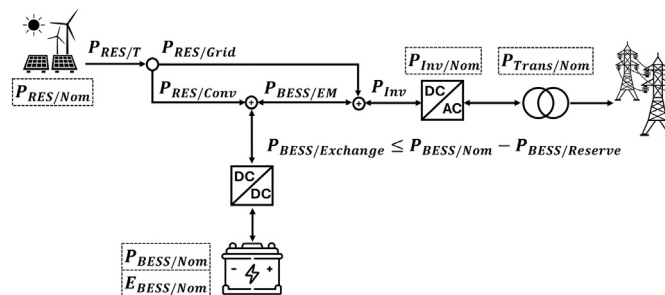 P_RES/T
P_RES/Grid
P_RES/Nom
P_RES/Conv
P_BESS/EM
P_Inv
P_Inv/Nom
P_Trans/Nom
DC
AC
P_BESS/Exchange ≤ P_BESS/Nom − P_BESS/Reserve
DC
DC
P_BESS/Nom
E_BESS/Nom